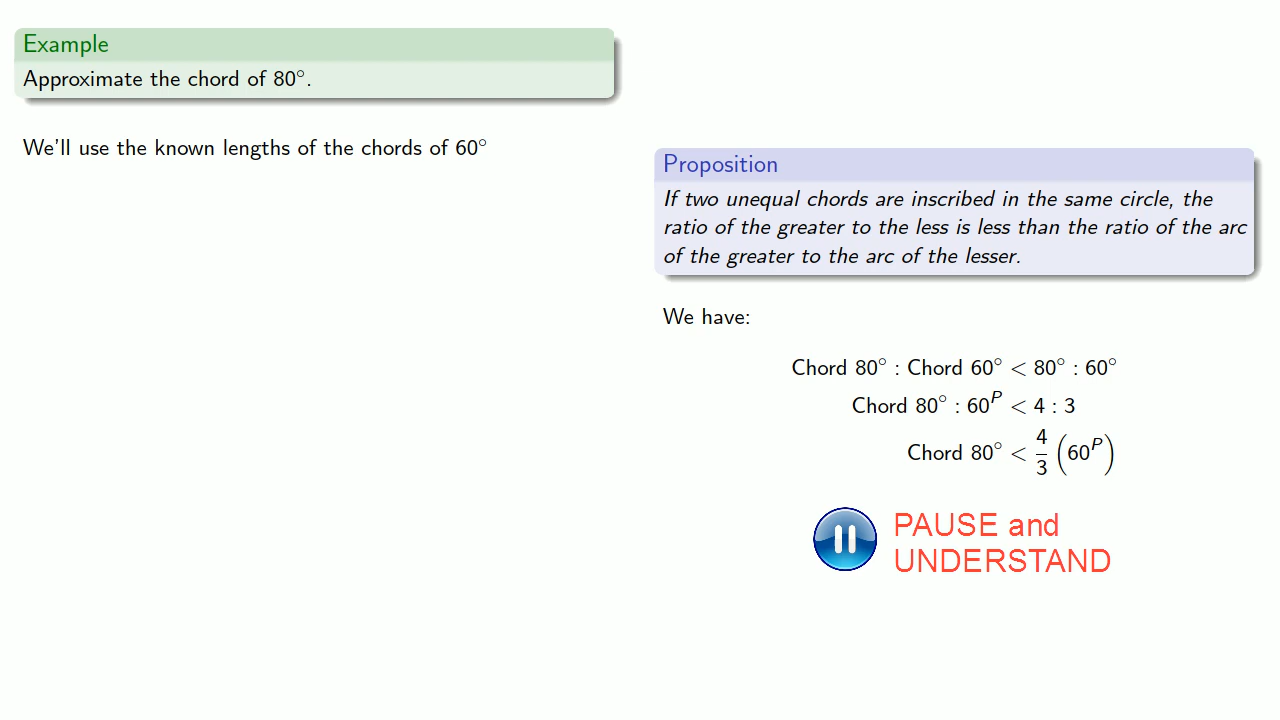 Example
Approximate the chord of 80°.
We'll use the known lengths of the chords of 60°
Proposition
If two unequal chords are inscribed in the same circle, the
ratio of the greater to the less is less than the ratio of the arc
of the greater to the arc of the lesser.
We have:
Chord 80° : Chord 60° < 80° : 60°
Chord 80° : 60^P < 4 : 3
Chord 80° < 4/3 (60^P)
PAUSE and
UNDERSTAND